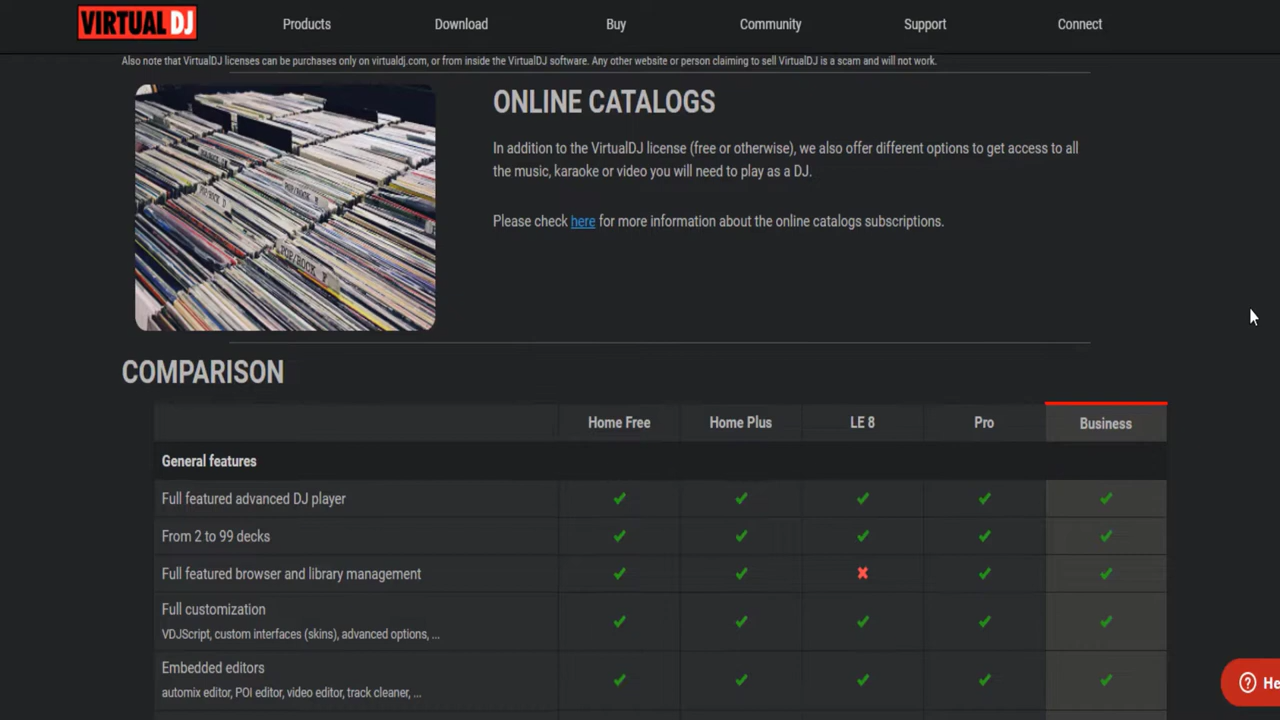 VIRTUAL DJ
Products
Download
Buy
Community
Support
Connect
Also note that VirtualDJ licenses can be purchases only on virtualdj.com, or from inside the VirtualDJ software. Any other website or person claiming to sell VirtualDJ is a scam and will not work.
ONLINE CATALOGS
In addition to the VirtualDJ license (free or otherwise), we also offer different options to get access to all
the music, karaoke or video you will need to play as a DJ.
Please check here for more information about the online catalogs subscriptions.
POP/ROCK D
POP/ROCK E
POP/ROCK F
COMPARISON
Home Free
Home Plus
LE 8
Pro
Business
General features
Full featured advanced DJ player
From 2 to 99 decks
Full featured browser and library management
Full customization
VDJScript, custom interfaces (skins), advanced options, ...
Embedded editors
automix editor, POI editor, video editor, track cleaner, ...
He